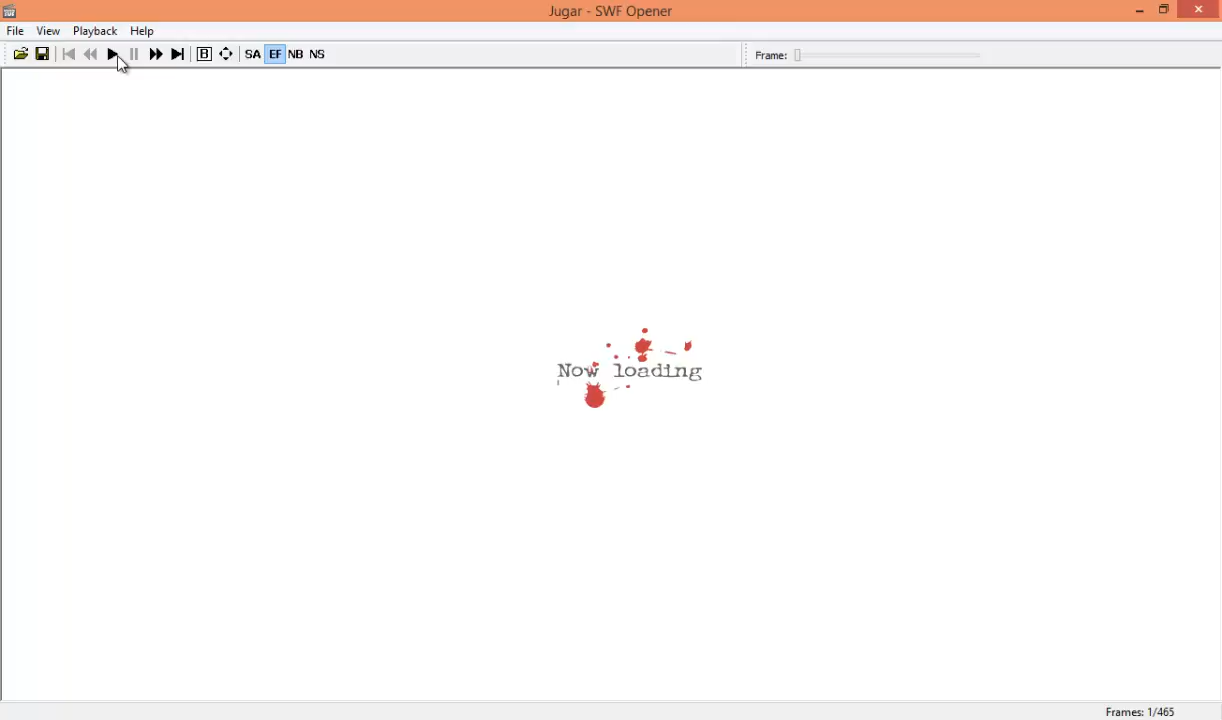 Jugar - SWF Opener
File View Playback Help
B SA EF NB NS Frame:
Now loading
Frames: 1/465